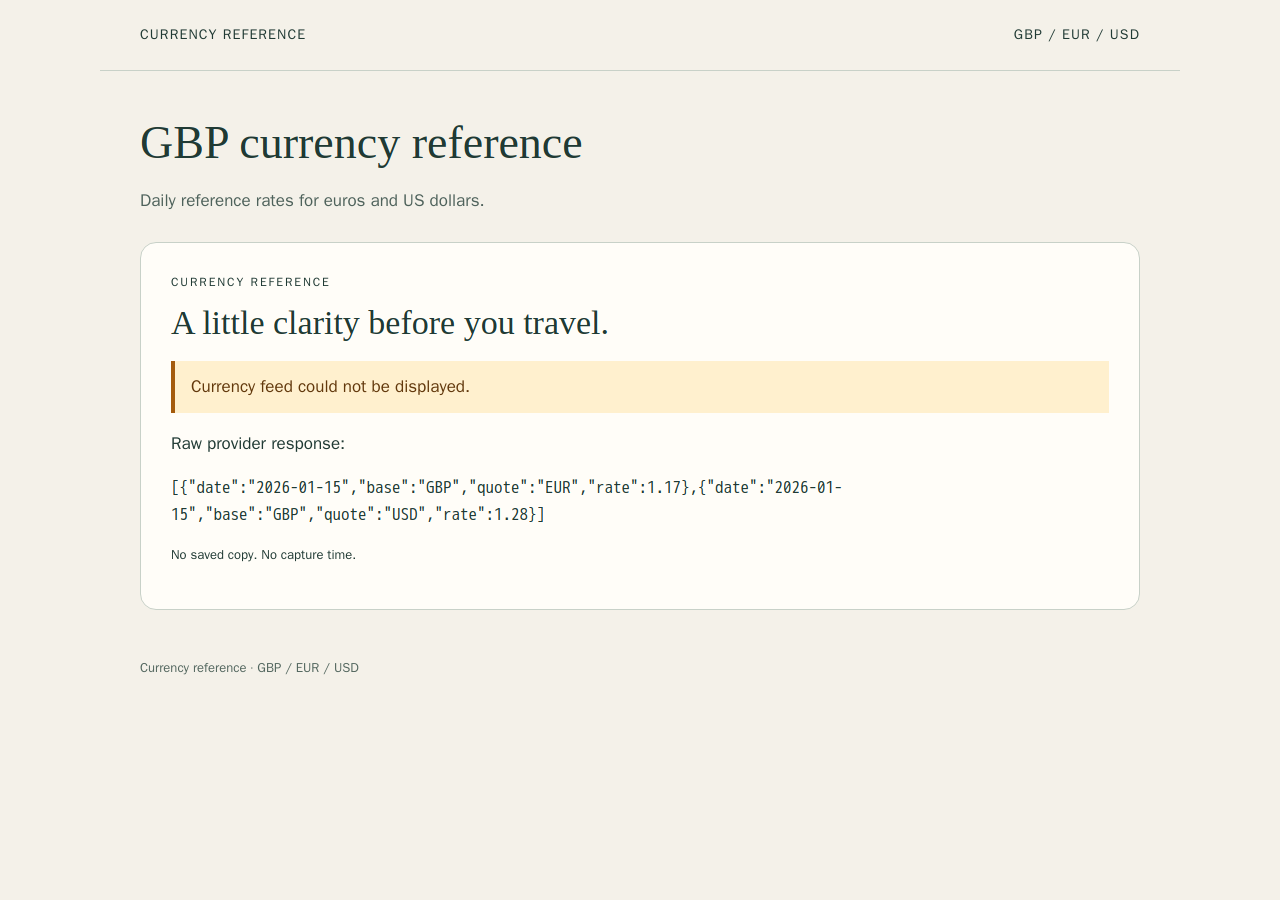 CURRENCY REFERENCE
GBP / EUR / USD
GBP currency reference
Daily reference rates for euros and US dollars.
CURRENCY REFERENCE
A little clarity before you travel.
Currency feed could not be displayed.
Raw provider response:
[{"date":"2026-01-15","base":"GBP","quote":"EUR","rate":1.17},{"date":"2026-01-
15","base":"GBP","quote":"USD","rate":1.28}]
No saved copy. No capture time.
Currency reference · GBP / EUR / USD